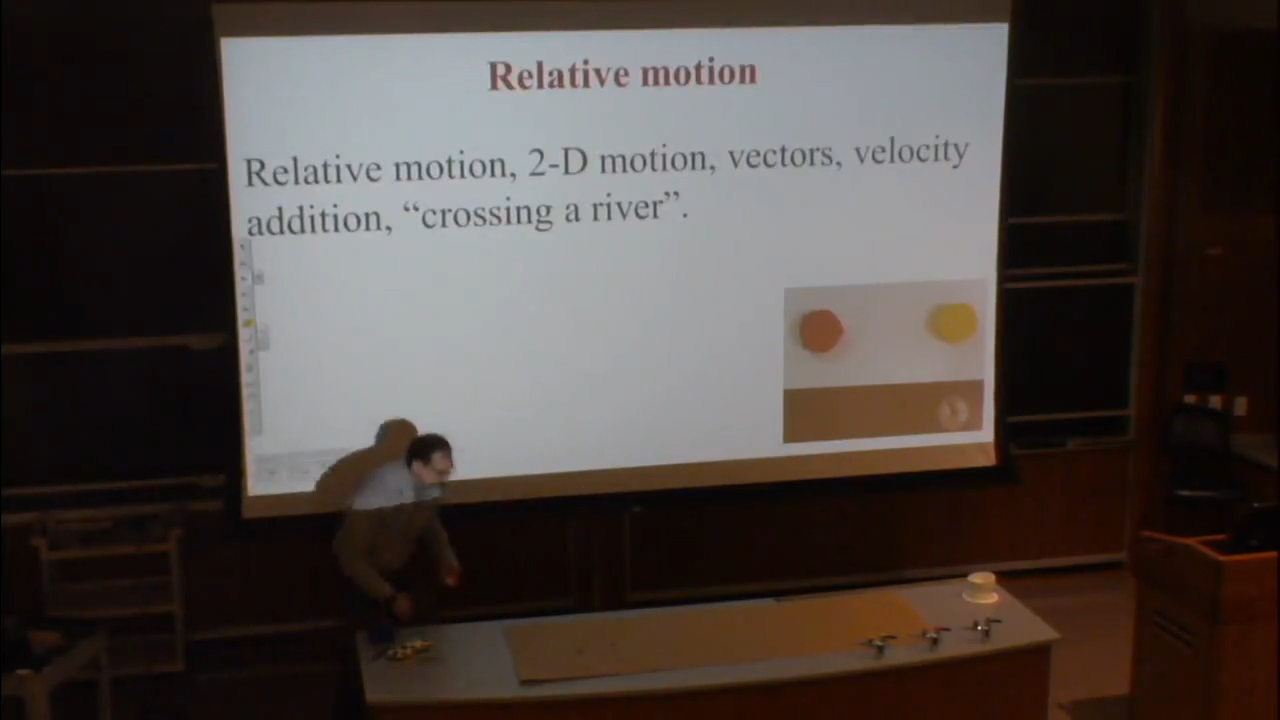 Relative motion
Relative motion, 2-D motion, vectors, velocity
addition, “crossing a river”.